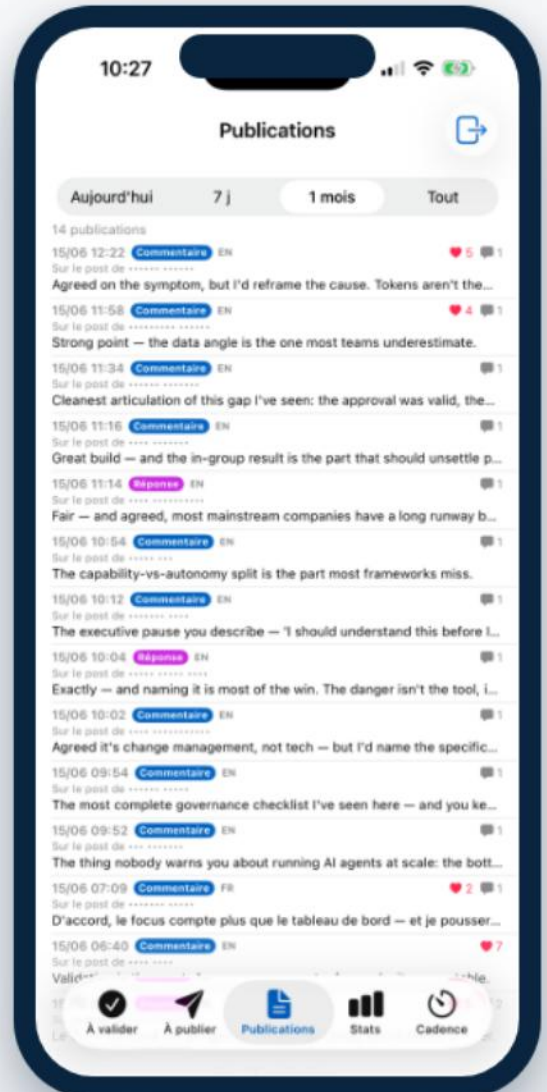 10:27
Publications
Aujourd'hui 7 j 1 mois Tout
14 publications
15/06 12:22 Commentaire EN 5 1
Sur le post de
Agreed on the symptom, but I'd reframe the cause. Tokens aren't the...
15/06 11:58 Commentaire EN 4 1
Sur le post de
Strong point — the data angle is the one most teams underestimate.
15/06 11:34 Commentaire EN 1
Sur le post de
Cleanest articulation of this gap I've seen: the approval was valid, the...
15/06 11:16 Commentaire EN 1
Sur le post de
Great build — and the in-group result is the part that should unsettle p...
15/06 11:14 Réponse EN 1
Sur le post de
Fair — and agreed, most mainstream companies have a long runway b...
15/06 10:54 Commentaire EN 1
Sur le post de
The capability-vs-autonomy split is the part most frameworks miss.
15/06 10:12 Commentaire EN 1
Sur le post de
The executive pause you describe — 'I should understand this before I...
15/06 10:04 Réponse EN 1
Sur le post de
Exactly — and naming it is most of the win. The danger isn't the tool, i...
15/06 10:02 Commentaire EN 1
Sur le post de
Agreed it's change management, not tech — but I'd name the specific...
15/06 09:54 Commentaire EN 1
Sur le post de
The most complete governance checklist I've seen here — and you ke...
15/06 09:52 Commentaire EN 1
Sur le post de
The thing nobody warns you about running AI agents at scale: the bott...
15/06 07:09 Commentaire FR 2 1
Sur le post de
D'accord, le focus compte plus que le tableau de bord — et je pousser...
15/06 06:40 Commentaire EN 7
Sur le post de
À valider À publier Publications Stats Cadence